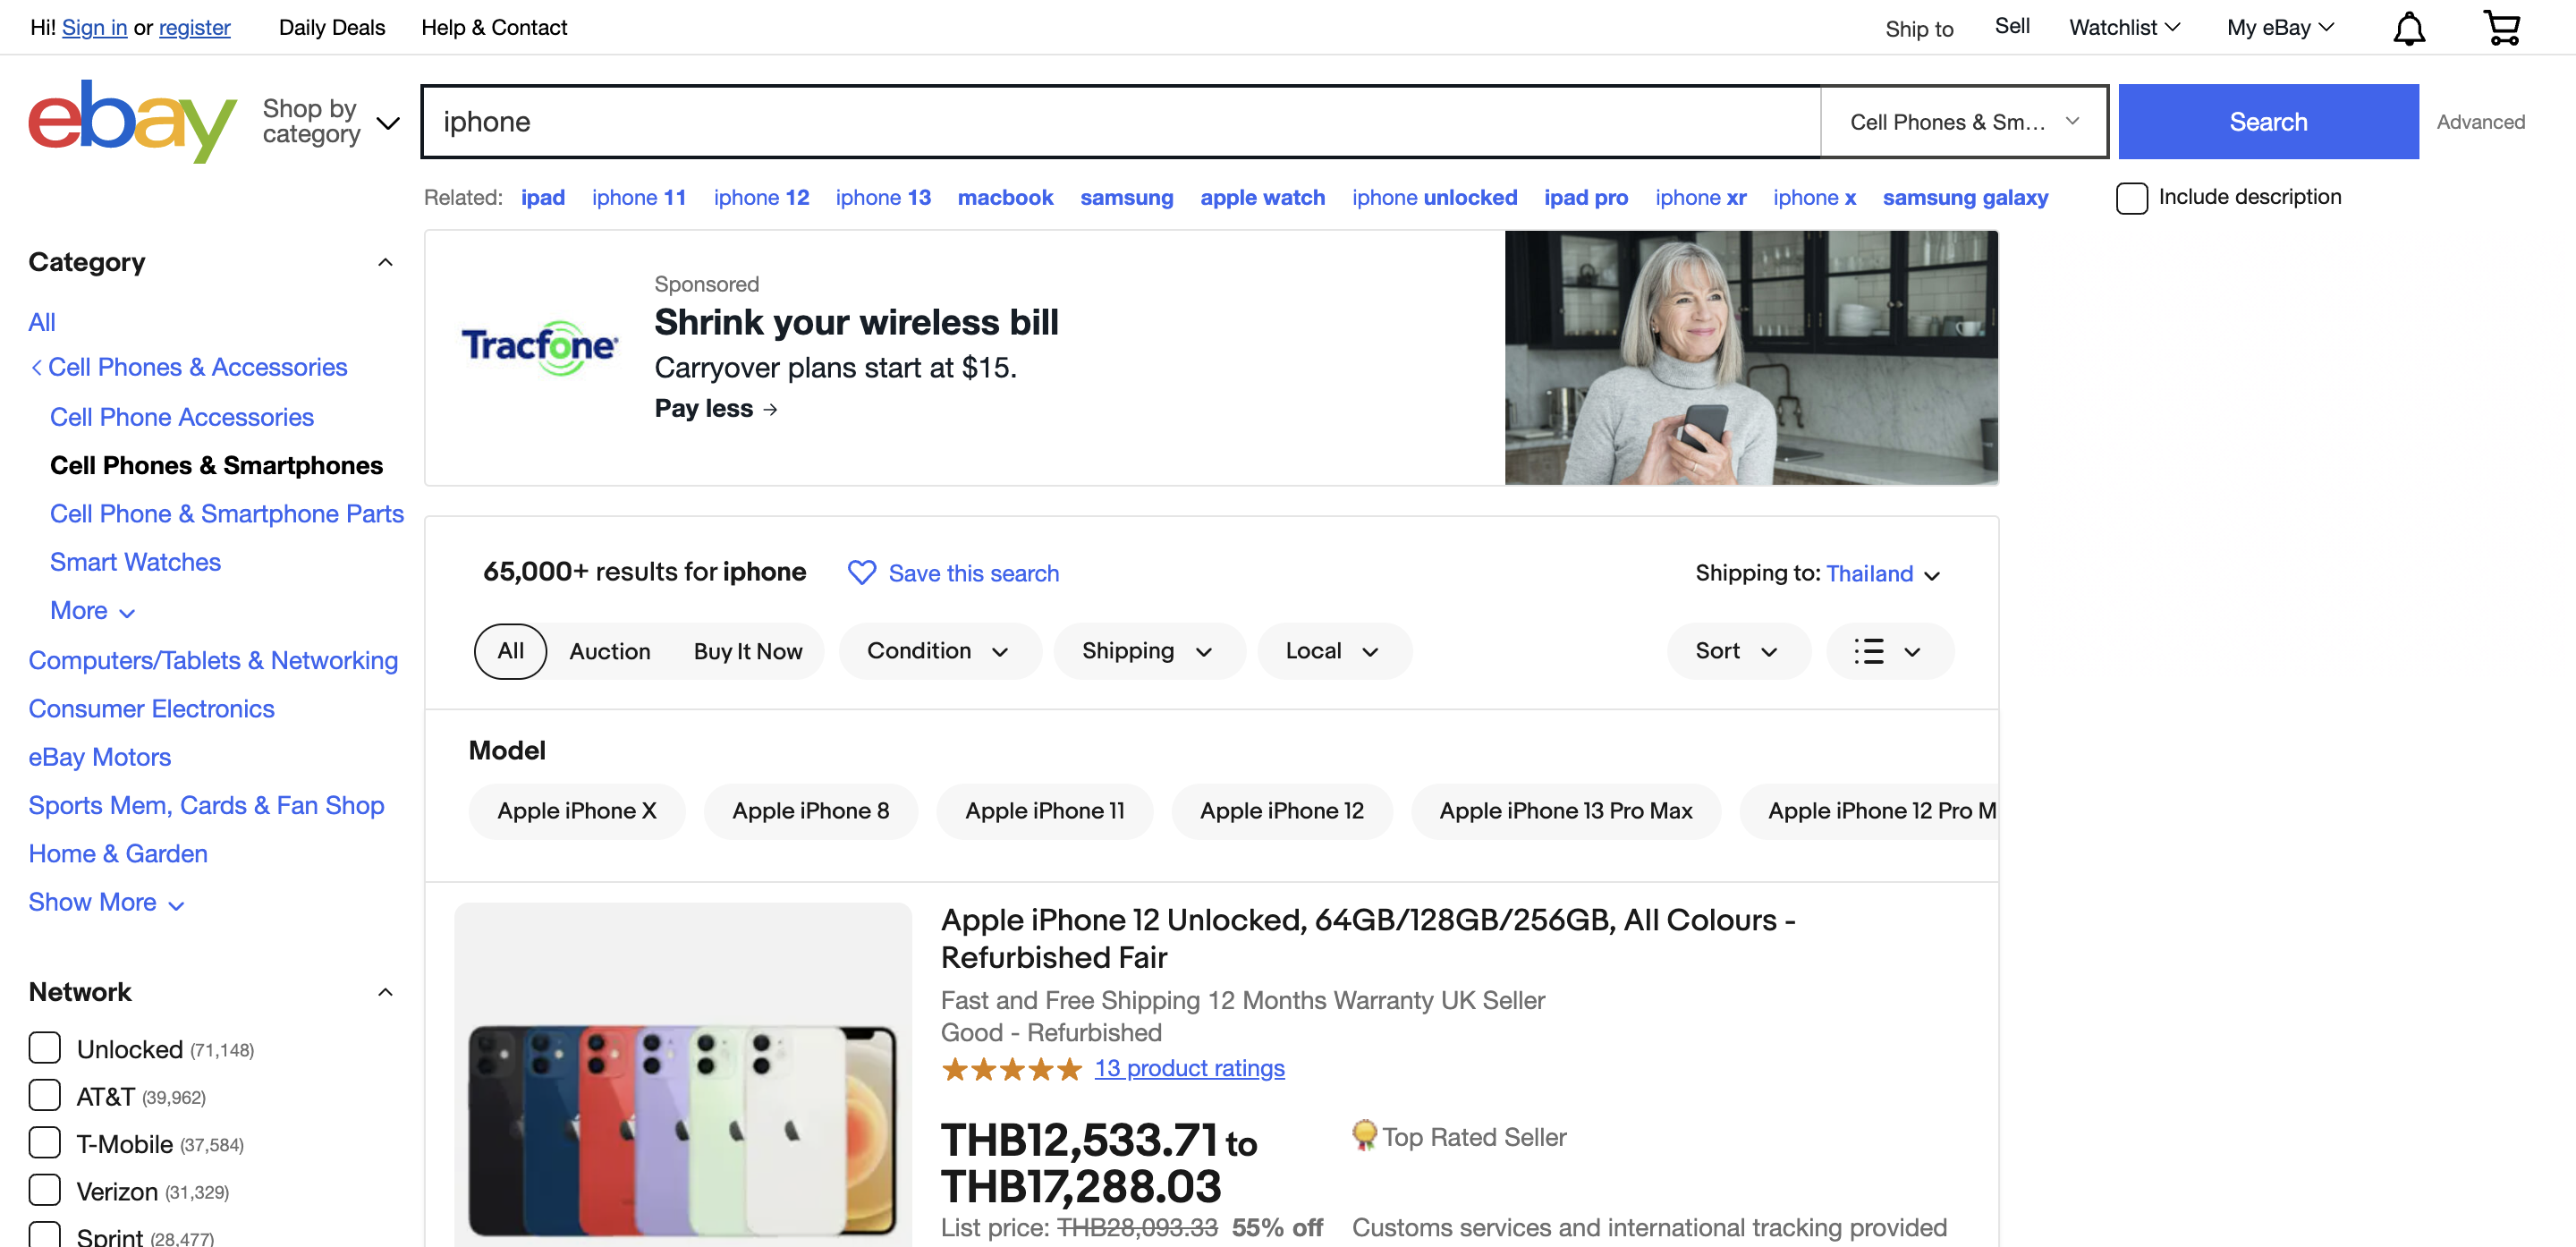 Hi! Sign in or register Daily Deals Help & Contact Ship to Sell Watchlist My eBay
ebay Shop by category iphone Cell Phones & Sm... Search Advanced
Related: ipad iphone 11 iphone 12 iphone 13 macbook samsung apple watch iphone unlocked ipad pro iphone xr iphone x samsung galaxy Include description
Category
All
Cell Phones & Accessories
Cell Phone Accessories
Cell Phones & Smartphones
Cell Phone & Smartphone Parts
Smart Watches
More
Computers/Tablets & Networking
Consumer Electronics
eBay Motors
Sports Mem, Cards & Fan Shop
Home & Garden
Show More
Network
Unlocked (71,148)
AT&T (39,962)
T-Mobile (37,584)
Verizon (31,329)
Sprint (28,477)
Tracfone
Sponsored
Shrink your wireless bill
Carryover plans start at $15.
Pay less →
65,000+ results for iphone Save this search Shipping to: Thailand
All Auction Buy It Now Condition Shipping Local Sort
Model
Apple iPhone X Apple iPhone 8 Apple iPhone 11 Apple iPhone 12 Apple iPhone 13 Pro Max Apple iPhone 12 Pro M
Apple iPhone 12 Unlocked, 64GB/128GB/256GB, All Colours -
Refurbished Fair
Fast and Free Shipping 12 Months Warranty UK Seller
Good - Refurbished
13 product ratings
THB12,533.71 to Top Rated Seller
THB17,288.03
List price: THB28,093.33 55% off Customs services and international tracking provided